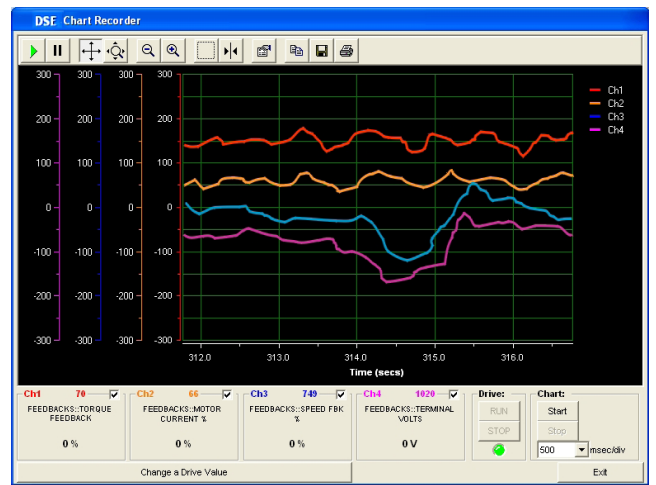 DSE Chart Recorder
300 300 300 300
200 200 200 200
100 100 100 100
0 0 0 0
-100 -100 -100 -100
-200 -200 -200 -200
-300 -300 -300 -300
Ch1
Ch2
Ch3
Ch4
312.0 313.0 314.0 315.0 316.0
Time (secs)
Ch1 70
FEEDBACKS::TORQUE
FEEDBACK
0 %
Ch2 66
FEEDBACKS::MOTOR
CURRENT %
0 %
Ch3 749
FEEDBACKS::SPEED FBK
%
0 %
Ch4 1020
FEEDBACKS::TERMINAL
VOLTS
0 V
Drive:
RUN
STOP
Chart:
Start
Stop
500 msec/div
Change a Drive Value
Exit